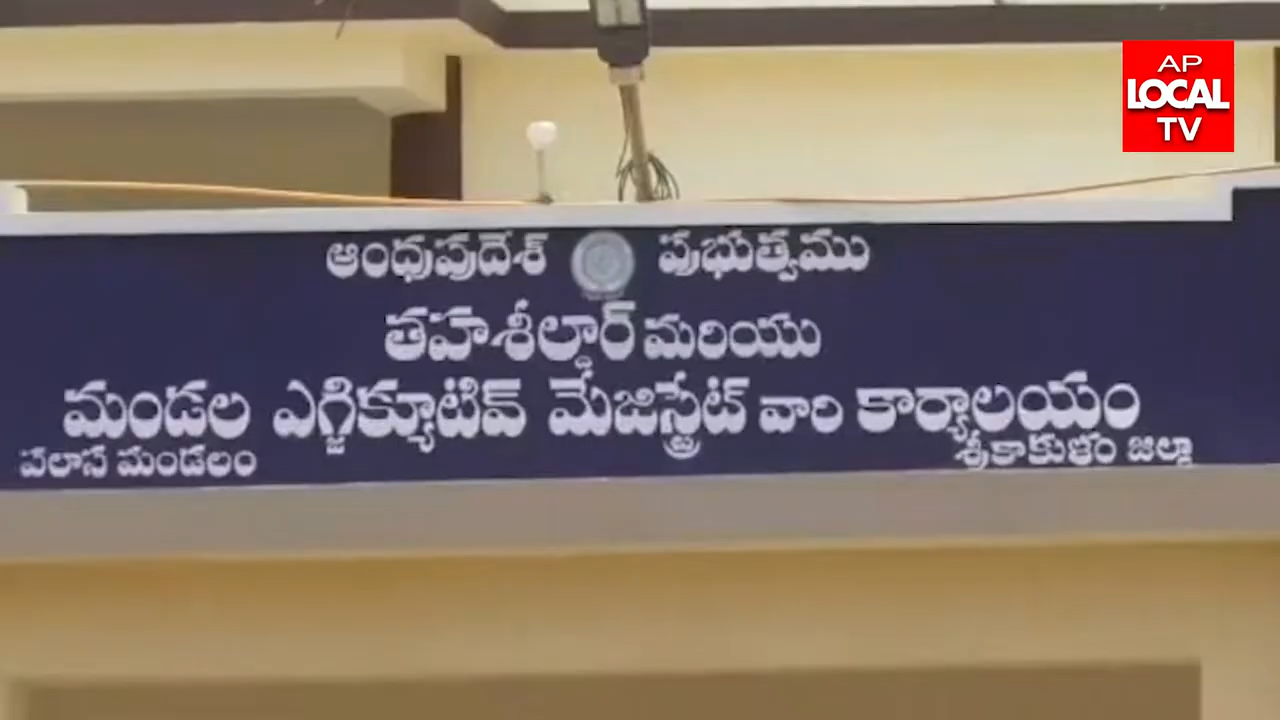 AP
LOCAL
TV
ఆంధ్రప్రదేశ్ ప్రభుత్వము
తహశీల్దార్ మరియు
మండల ఎగ్జిక్యూటివ్ మేజిస్ట్రేట్ వారి కార్యాలయం
పలాస మండలం శ్రీకాకుళం జిల్లా